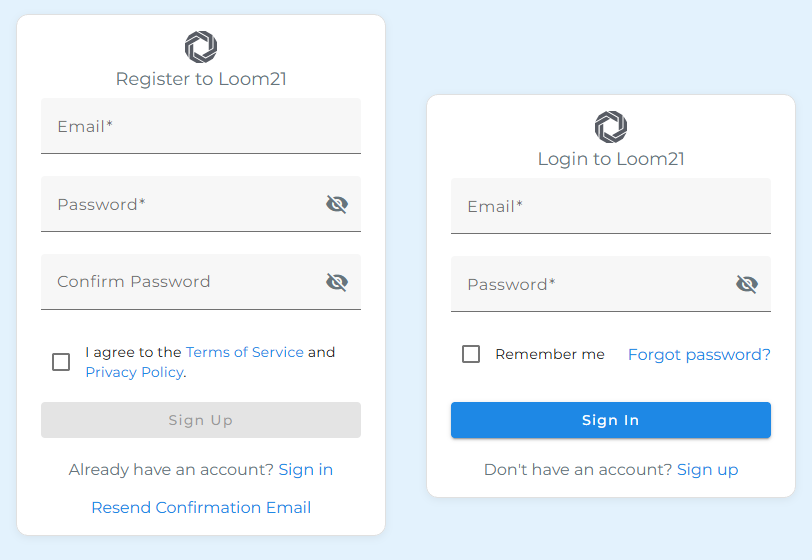 Register to Loom21
Email*
Password*
Confirm Password
I agree to the Terms of Service and
Privacy Policy.
Sign Up
Already have an account? Sign in
Resend Confirmation Email
Login to Loom21
Email*
Password*
Remember me Forgot password?
Sign In
Don't have an account? Sign up